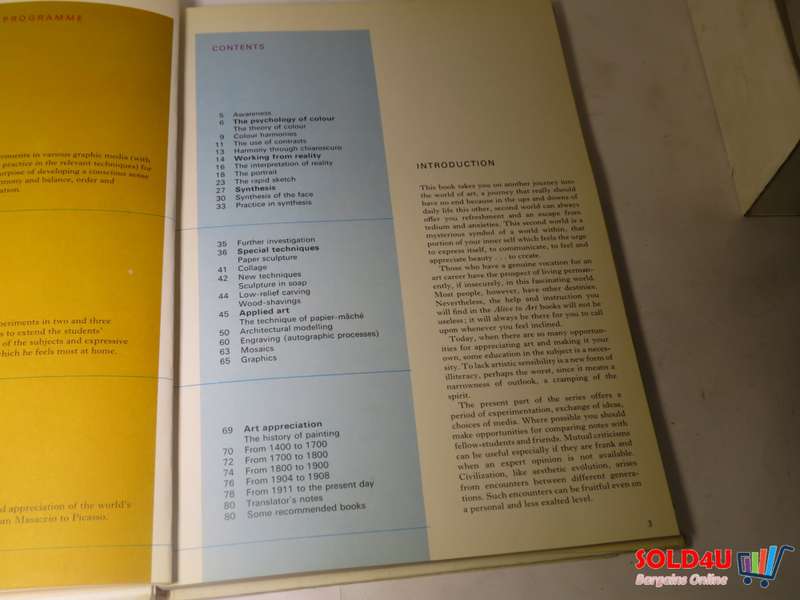 PROGRAMME
ments in various graphic media (with
practice in the relevant techniques) for
urpose of developing a conscious sense
mony and balance, order and
ation.
periments in two and three
s to extend the students'
of the subjects and expressive
which he feels most at home.
d appreciation of the world's
an Masaccio to Picasso.
CONTENTS
5 Awareness
6 The psychology of colour
The theory of colour
9 Colour harmonies
11 The use of contrasts
13 Harmony through chiaroscuro
14 Working from reality
16 The interpretation of reality
18 The portrait
23 The rapid sketch
27 Synthesis
30 Synthesis of the face
33 Practice in synthesis
35 Further investigation
36 Special techniques
Paper sculpture
41 Collage
42 New techniques
Sculpture in soap
44 Low-relief carving
Wood-shavings
45 Applied art
The technique of papier-mâché
50 Architectural modelling
60 Engraving (autographic processes)
63 Mosaics
65 Graphics
69 Art appreciation
The history of painting
70 From 1400 to 1700
72 From 1700 to 1800
74 From 1800 to 1900
76 From 1904 to 1908
78 From 1911 to the present day
80 Translator's notes
80 Some recommended books
INTRODUCTION
This book takes you on another journey into
the world of art, a journey that really should
have no end because in the ups and downs of
daily life this other, second world can always
offer you refreshment and an escape from
tedium and anxieties. This second world is a
mysterious symbol of a world within, that
portion of your inner self which feels the urge
to express itself, to communicate, to feel and
appreciate beauty . . . to create.
Those who have a genuine vocation for an
art career have the prospect of living perman-
ently, if insecurely, in this fascinating world.
Most people, however, have other destinies.
Nevertheless, the help and instruction you
will find in the Alive to Art books will not be
useless; it will always be there for you to call
upon whenever you feel inclined.
Today, when there are so many opportun-
ities for appreciating art and making it your
own, some education in the subject is a neces-
sity. To lack artistic sensibility is a new form of
illiteracy, perhaps the worst, since it means a
narrowness of outlook, a cramping of the
spirit.
The present part of the series offers a
period of experimentation, exchange of ideas,
choices of media. Where possible you should
make opportunities for comparing notes with
fellow-students and friends. Mutual criticisms
can be useful especially if they are frank and
when an expert opinion is not available.
Civilization, like aesthetic evolution, arises
from encounters between different genera-
tions. Such encounters can be fruitful even on
a personal and less exalted level.
3
SOLD4U
Bargains Online